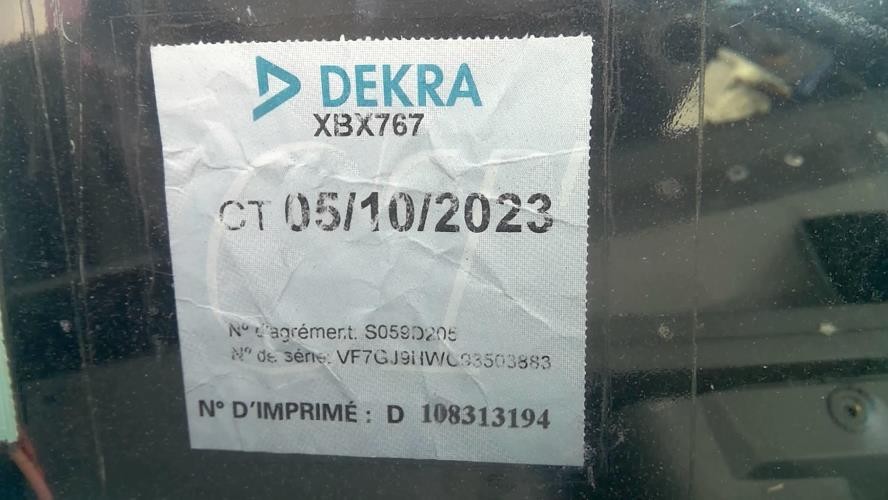 DEKRA
XBX767
CT 05/10/2023
N° d'agrément: S059D205
N° de série: VF7GJ9HWC93503883
N° D'IMPRIMÉ : D 108313194